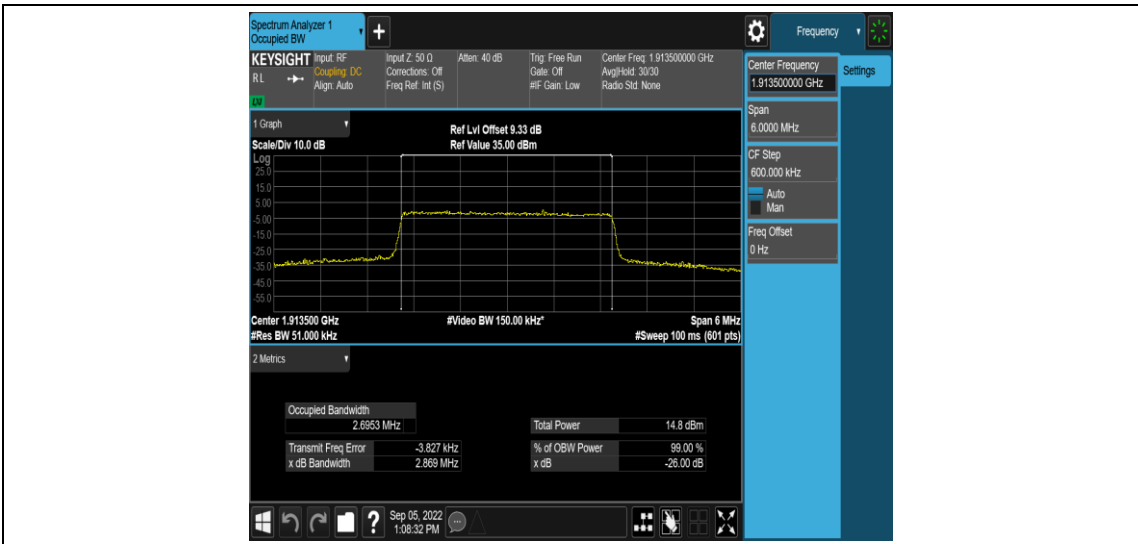 Spectrum Analyzer 1
Occupied BW
+
Frequency
KEYSIGHT Input: RF
RL
Coupling: DC
Align: Auto
LXI
Input Z: 50 Ω
Corrections: Off
Freq Ref: Int (S)
Atten: 40 dB
Trig: Free Run
Gate: Off
#IF Gain: Low
Center Freq: 1.913500000 GHz
Avg|Hold: 30/30
Radio Std: None
Center Frequency
1.913500000 GHz
Settings
Span
6.0000 MHz
CF Step
600.000 kHz
Auto
Man
Freq Offset
0 Hz
1 Graph
Scale/Div 10.0 dB
Ref Lvl Offset 9.33 dB
Ref Value 35.00 dBm
Log
25.0
15.0
5.00
-5.00
-15.0
-25.0
-35.0
-45.0
-55.0
Center 1.913500 GHz
#Video BW 150.00 kHz*
Span 6 MHz
#Res BW 51.000 kHz
#Sweep 100 ms (601 pts)
2 Metrics
Occupied Bandwidth
2.6953 MHz
Total Power 14.8 dBm
Transmit Freq Error -3.827 kHz
% of OBW Power 99.00 %
x dB Bandwidth 2.869 MHz
x dB -26.00 dB
?
Sep 05, 2022
1:08:32 PM